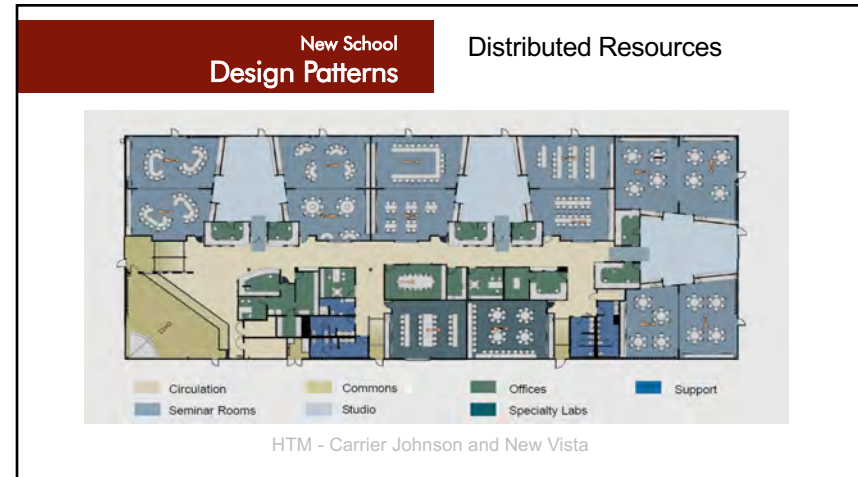 New School
Design Patterns
Distributed Resources
Circulation
Commons
Offices
Support
Seminar Rooms
Studio
Specialty Labs
HTM - Carrier Johnson and New Vista